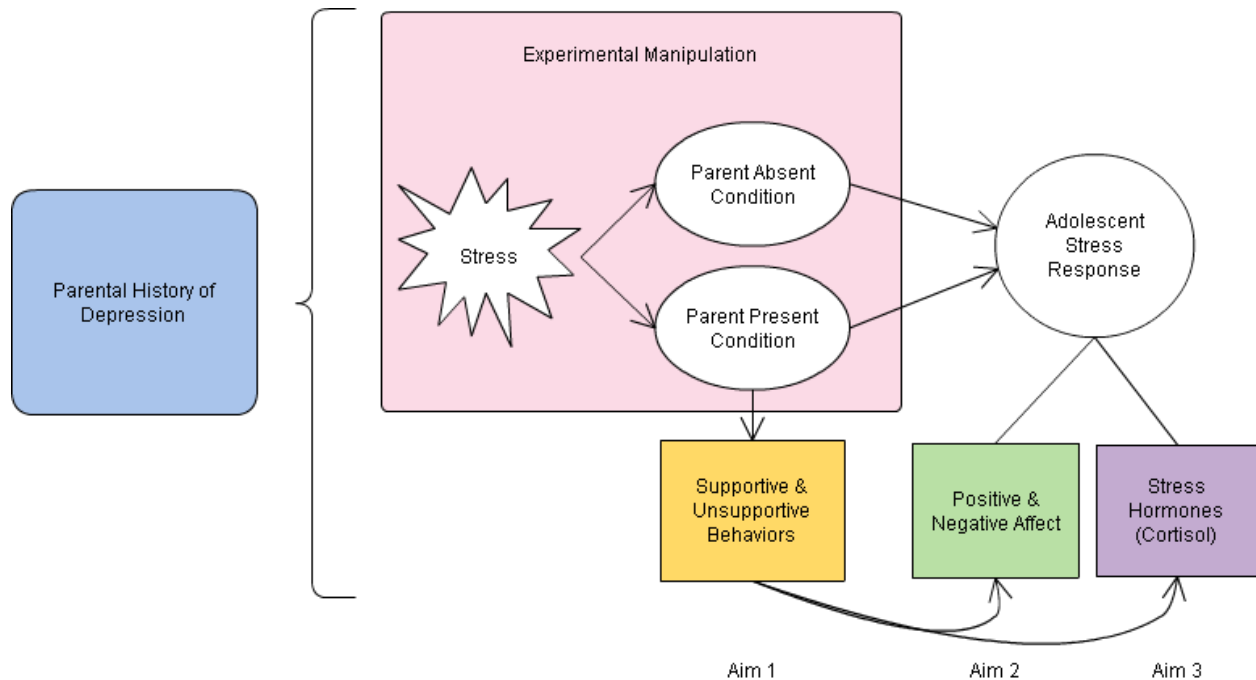 Experimental Manipulation
Parental History of
Depression
Stress
Parent Absent
Condition
Parent Present
Condition
Adolescent
Stress
Response
Supportive &
Unsupportive
Behaviors
Positive &
Negative Affect
Stress
Hormones
(Cortisol)
Aim 1
Aim 2
Aim 3